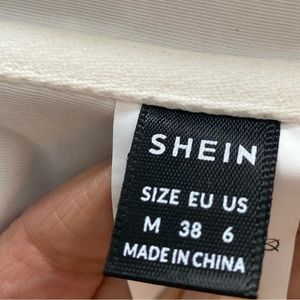 SHEIN
SIZE EU US
M 38 6
MADE IN CHINA